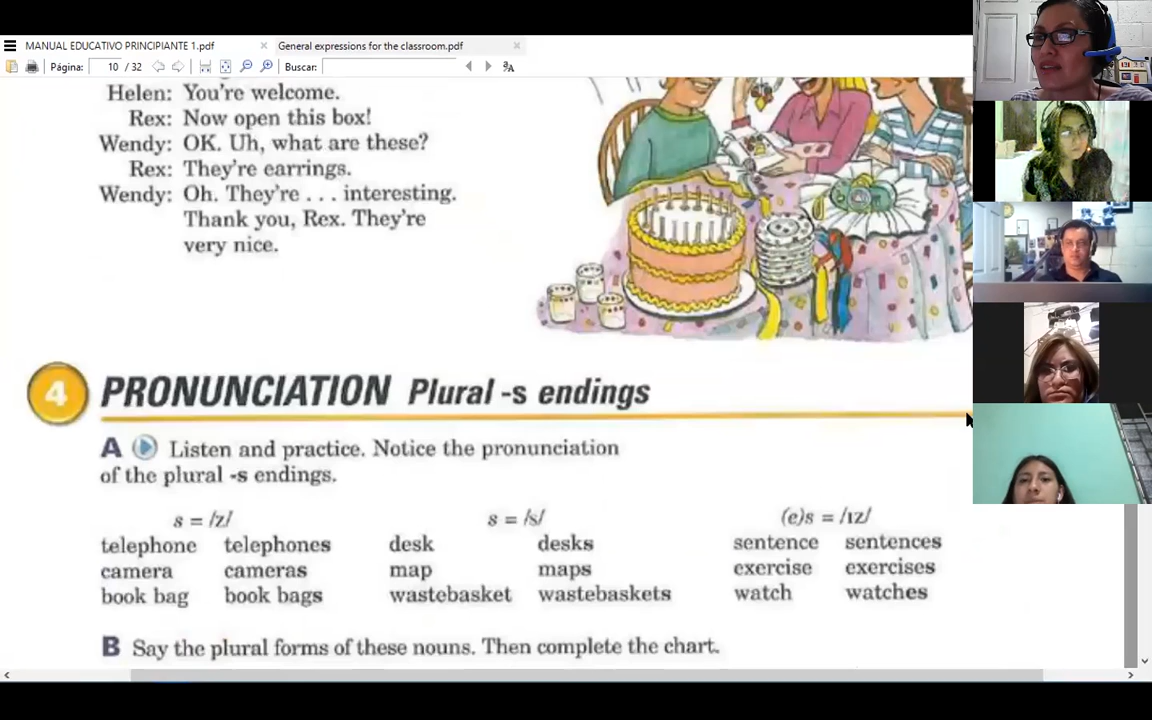 MANUAL EDUCATIVO PRINCIPIANTE 1.pdf × General expressions for the classroom.pdf ×
Página: 10 / 32 Buscar:
Helen: You're welcome.
Rex: Now open this box!
Wendy: OK. Uh, what are these?
Rex: They're earrings.
Wendy: Oh. They're . . . interesting.
Thank you, Rex. They're
very nice.
4 PRONUNCIATION Plural -s endings
A Listen and practice. Notice the pronunciation
of the plural -s endings.
s = /z/ s = /s/ (e)s = /ɪz/
telephone telephones desk desks sentence sentences
camera cameras map maps exercise exercises
book bag book bags wastebasket wastebaskets watch watches
B Say the plural forms of these nouns. Then complete the chart.